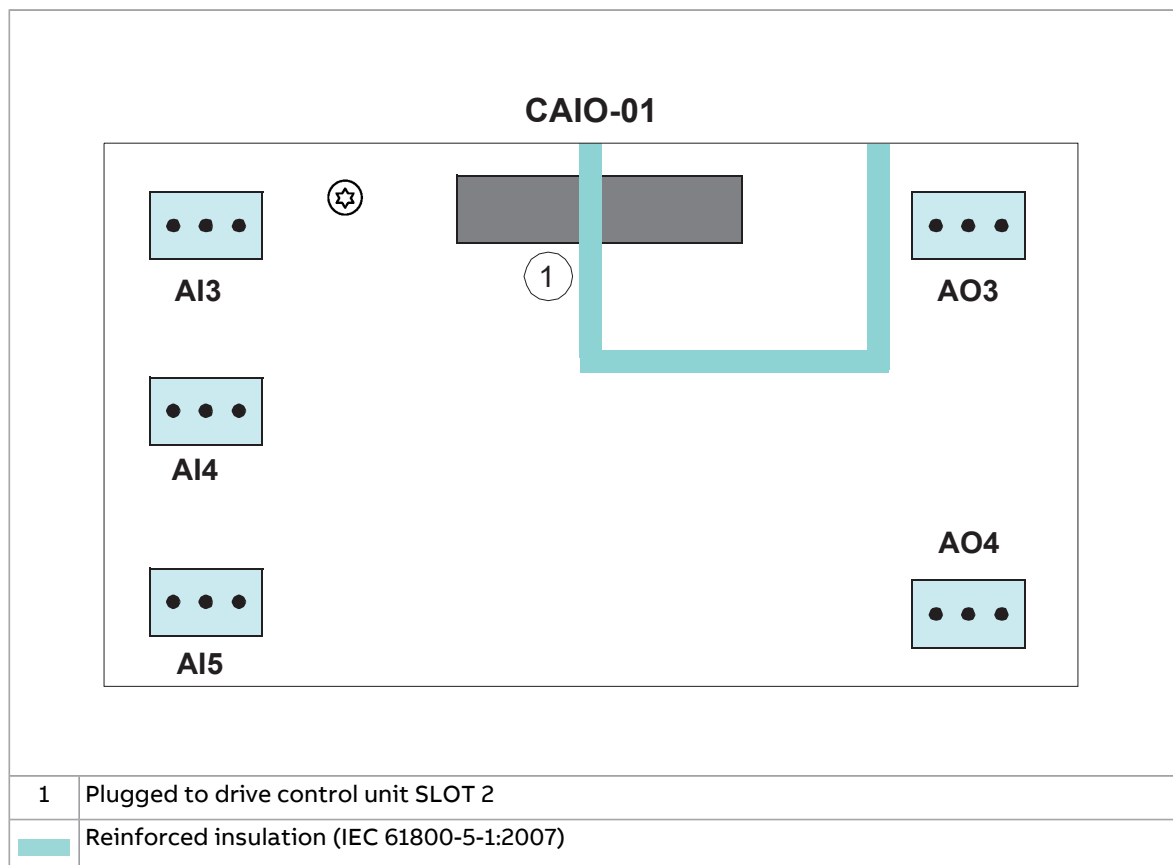 CAIO-01
AI3
1
AO3
AI4
AO4
AI5
1 Plugged to drive control unit SLOT 2
Reinforced insulation (IEC 61800-5-1:2007)